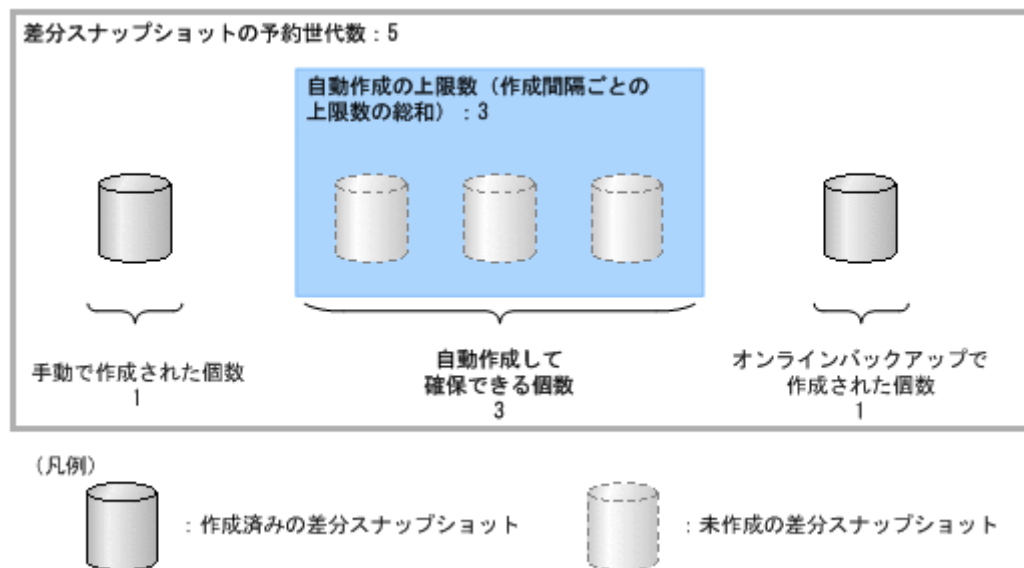 差分スナップショットの予約世代数：5
自動作成の上限数（作成間隔ごとの
上限数の総和）：3
手動で作成された個数
1
自動作成して
確保できる個数
3
オンラインバックアップで
作成された個数
1
（凡例）
：作成済みの差分スナップショット
：未作成の差分スナップショット